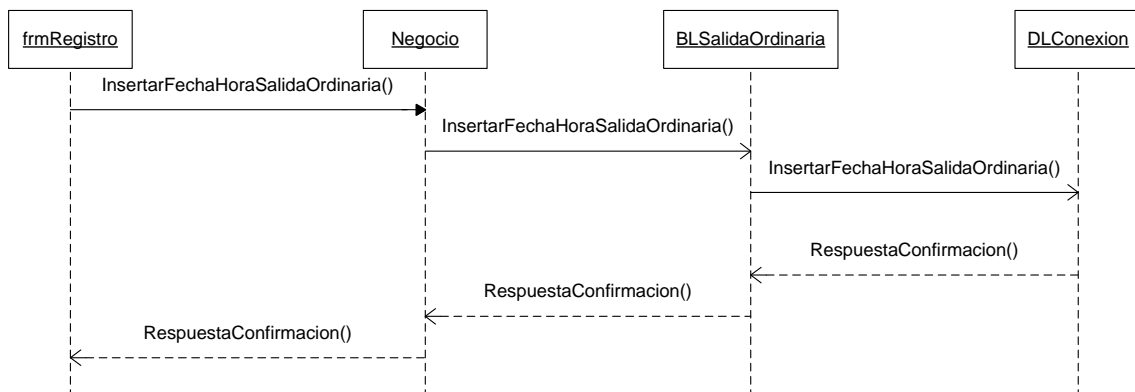 frmRegistro
Negocio
BLSalidaOrdinaria
DLConexion
InsertarFechaHoraSalidaOrdinaria()
InsertarFechaHoraSalidaOrdinaria()
InsertarFechaHoraSalidaOrdinaria()
RespuestaConfirmacion()
RespuestaConfirmacion()
RespuestaConfirmacion()